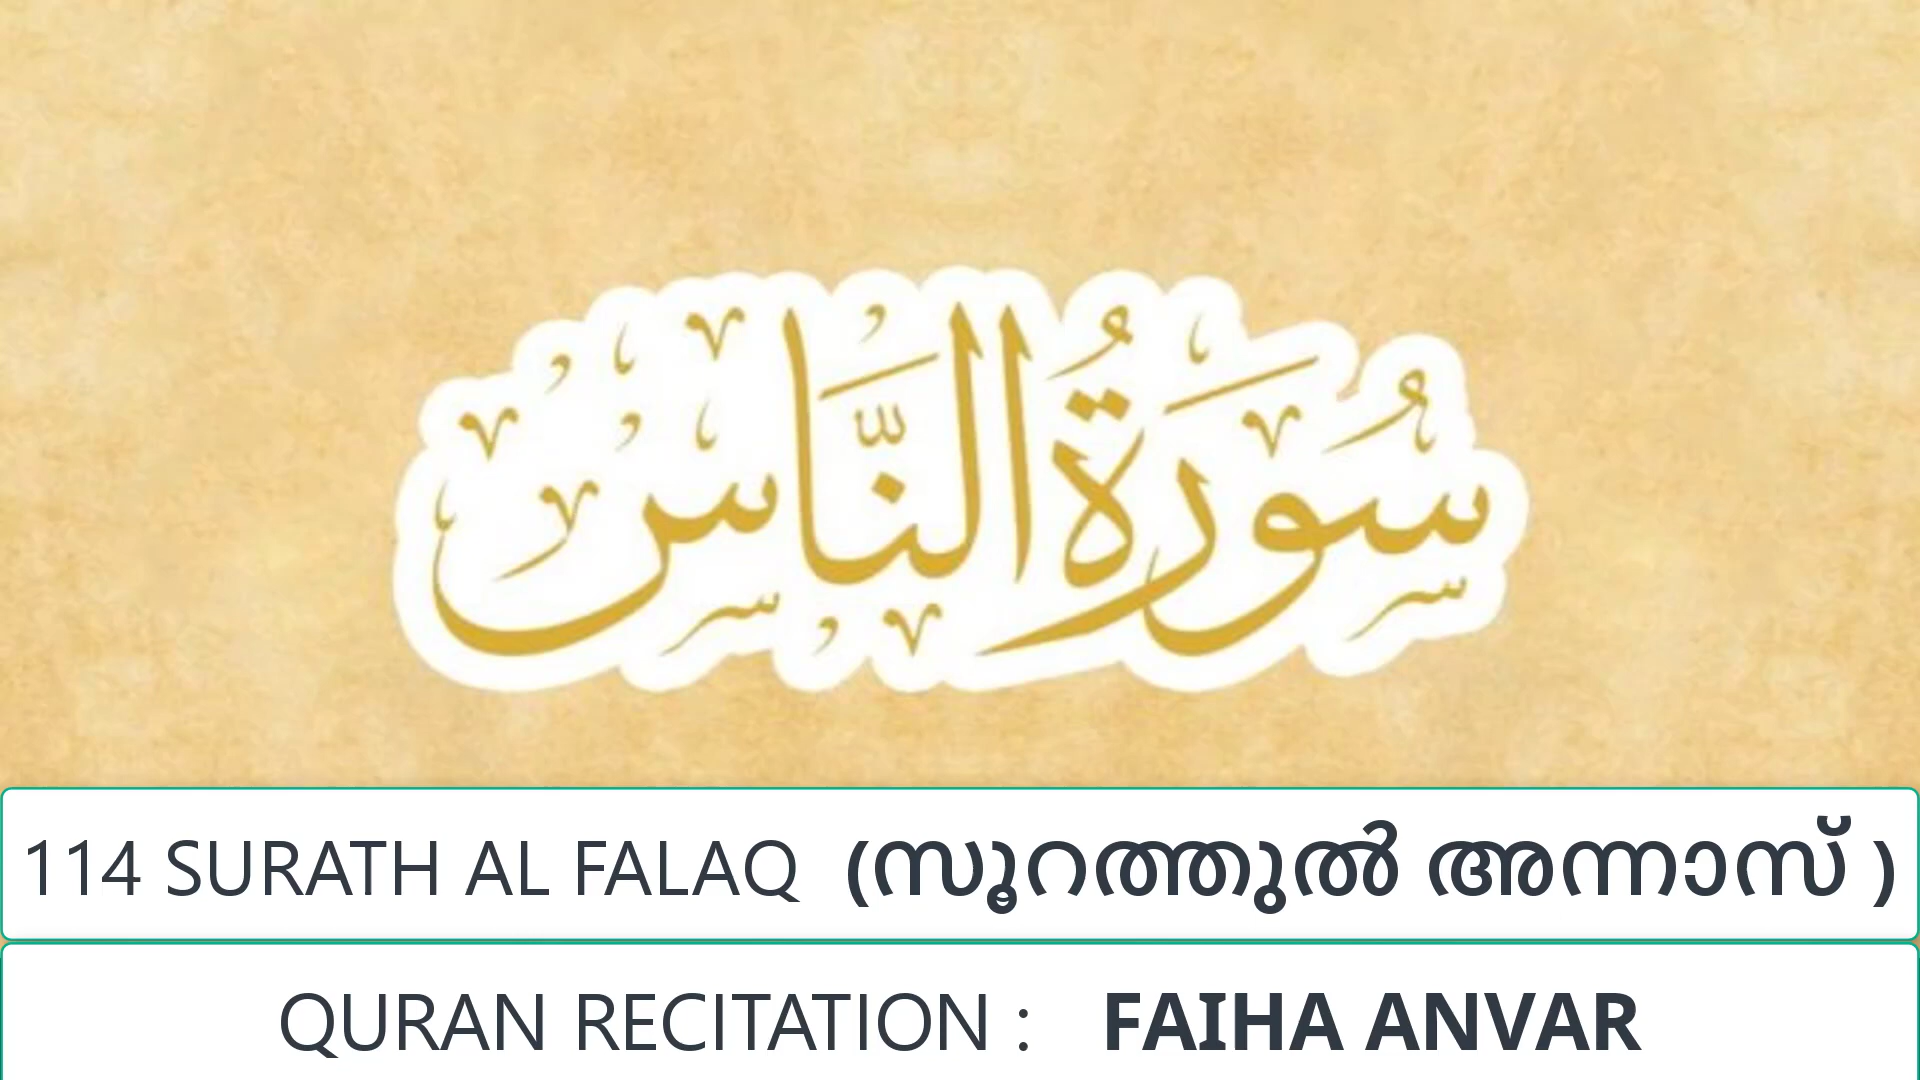 سُورَةُ النَّاسِ
114 SURATH AL FALAQ (സൂറത്തുൽ അന്നാസ് )
QURAN RECITATION : FAIHA ANVAR